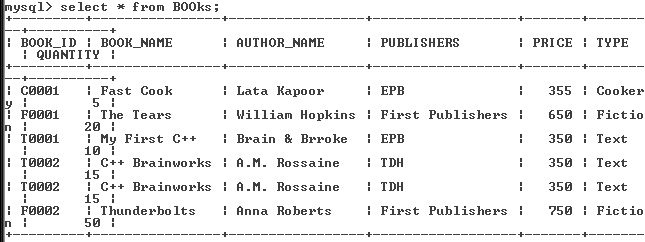 mysql> select * from BOOks;
+---------+---------------+-----------------+------------------+-------+-------
--+----------+
| BOOK_ID | BOOK_NAME | AUTHOR_NAME | PUBLISHERS | PRICE | TYPE
| QUANTITY |
+---------+---------------+-----------------+------------------+-------+-------
--+----------+
| C0001 | Fast Cook | Lata Kapoor | EPB | 355 | Cooker
y | 5 |
| F0001 | The Tears | William Hopkins | First Publishers | 650 | Fictio
n | 20 |
| T0001 | My First C++ | Brain & Brroke | EPB | 350 | Text
| 10 |
| T0002 | C++ Brainworks | A.M. Rossaine | TDH | 350 | Text
| 15 |
| T0002 | C++ Brainworks | A.M. Rossaine | TDH | 350 | Text
| 15 |
| F0002 | Thunderbolts | Anna Roberts | First Publishers | 750 | Fictio
n | 50 |
+---------+---------------+-----------------+------------------+-------+-------